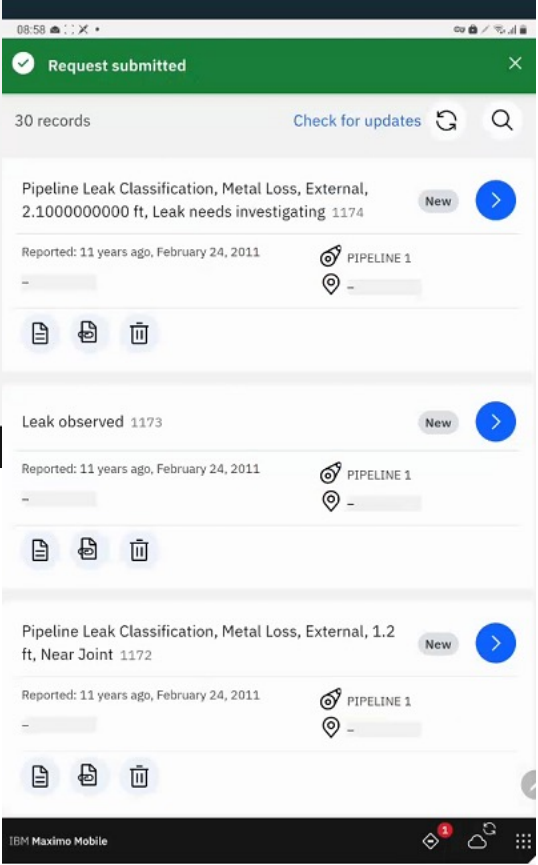 08:58
Request submitted
30 records
Check for updates
Pipeline Leak Classification, Metal Loss, External,
2.1000000000 ft, Leak needs investigating 1174
New
Reported: 11 years ago, February 24, 2011
PIPELINE 1
–
–
Leak observed 1173
New
Reported: 11 years ago, February 24, 2011
PIPELINE 1
–
–
Pipeline Leak Classification, Metal Loss, External, 1.2
ft, Near Joint 1172
New
Reported: 11 years ago, February 24, 2011
PIPELINE 1
–
–
IBM Maximo Mobile
1